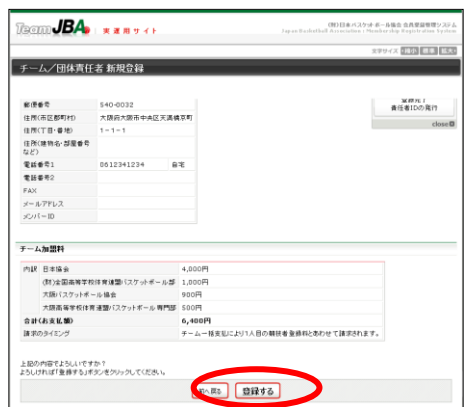 Team JBA 実運用サイト
(財)日本バスケットボール協会 会員登録管理システム
Japan Basketball Association : Membership Registration System
文字サイズ 縮小 標準 拡大
チーム/団体責任者 新規登録
登録完了
責任者IDの発行
close
郵便番号 540-0032
住所(市区郡町村) 大阪府大阪市中央区天満橋京町
住所(丁目・番地) 1-1-1
住所(建物名・部屋番号など)
電話番号1 0612341234 自宅
電話番号2
FAX
メールアドレス
メンバーID
チーム加盟料
内訳 日本協会 4,000円
(財)全国高等学校体育連盟バスケットボール部 1,000円
大阪バスケットボール協会 900円
大阪高等学校体育連盟バスケットボール専門部 500円
合計(お支払額) 6,400円
請求のタイミング チーム一括支払により1人目の競技者登録料とあわせて請求されます。
上記の内容でよろしいですか?
よろしければ「登録する」ボタンをクリックしてください。
前へ戻る 登録する